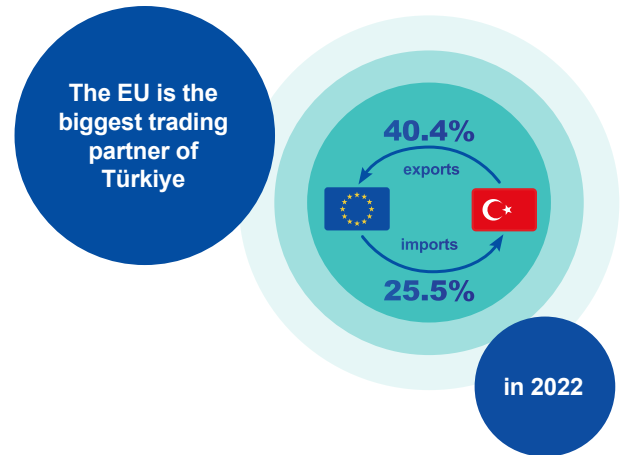 The EU is the
biggest trading
partner of
Türkiye
40.4%
exports
imports
25.5%
in 2022